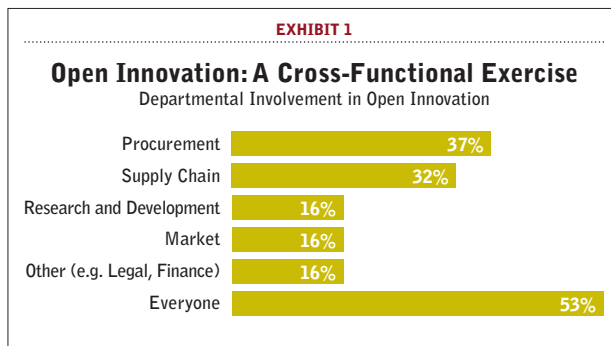 EXHIBIT 1
Open Innovation: A Cross-Functional Exercise
Departmental Involvement in Open Innovation
Procurement 37%
Supply Chain 32%
Research and Development 16%
Market 16%
Other (e.g. Legal, Finance) 16%
Everyone 53%